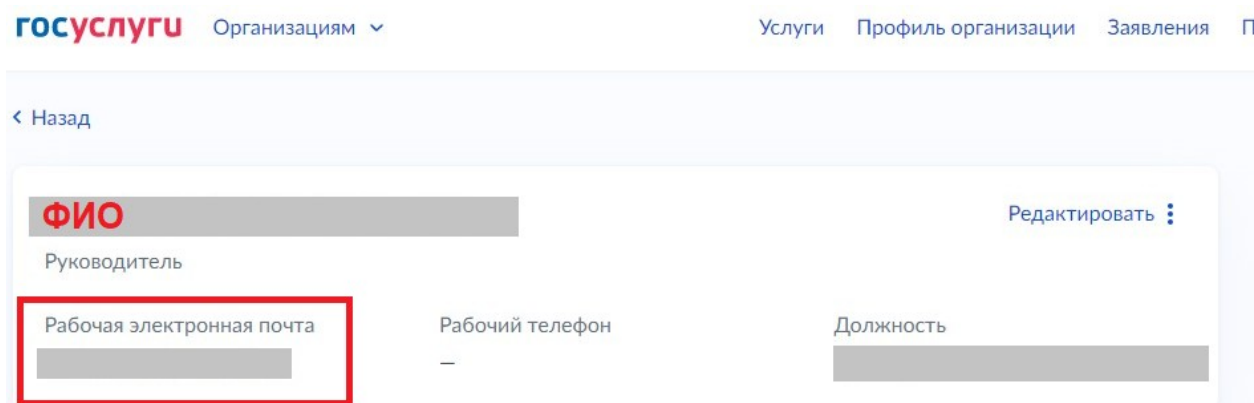 госуслуги Организациям Услуги Профиль организации Заявления П
Назад
ФИО Редактировать
Руководитель
Рабочая электронная почта Рабочий телефон Должность
—